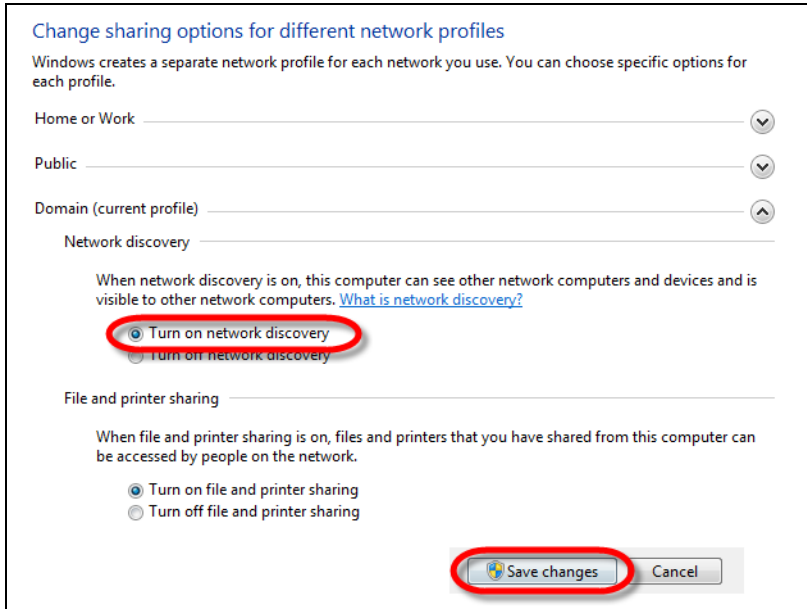 Change sharing options for different network profiles
Windows creates a separate network profile for each network you use. You can choose specific options for
each profile.
Home or Work
Public
Domain (current profile)
Network discovery
When network discovery is on, this computer can see other network computers and devices and is
visible to other network computers. What is network discovery?
Turn on network discovery
Turn off network discovery
File and printer sharing
When file and printer sharing is on, files and printers that you have shared from this computer can
be accessed by people on the network.
Turn on file and printer sharing
Turn off file and printer sharing
Save changes Cancel